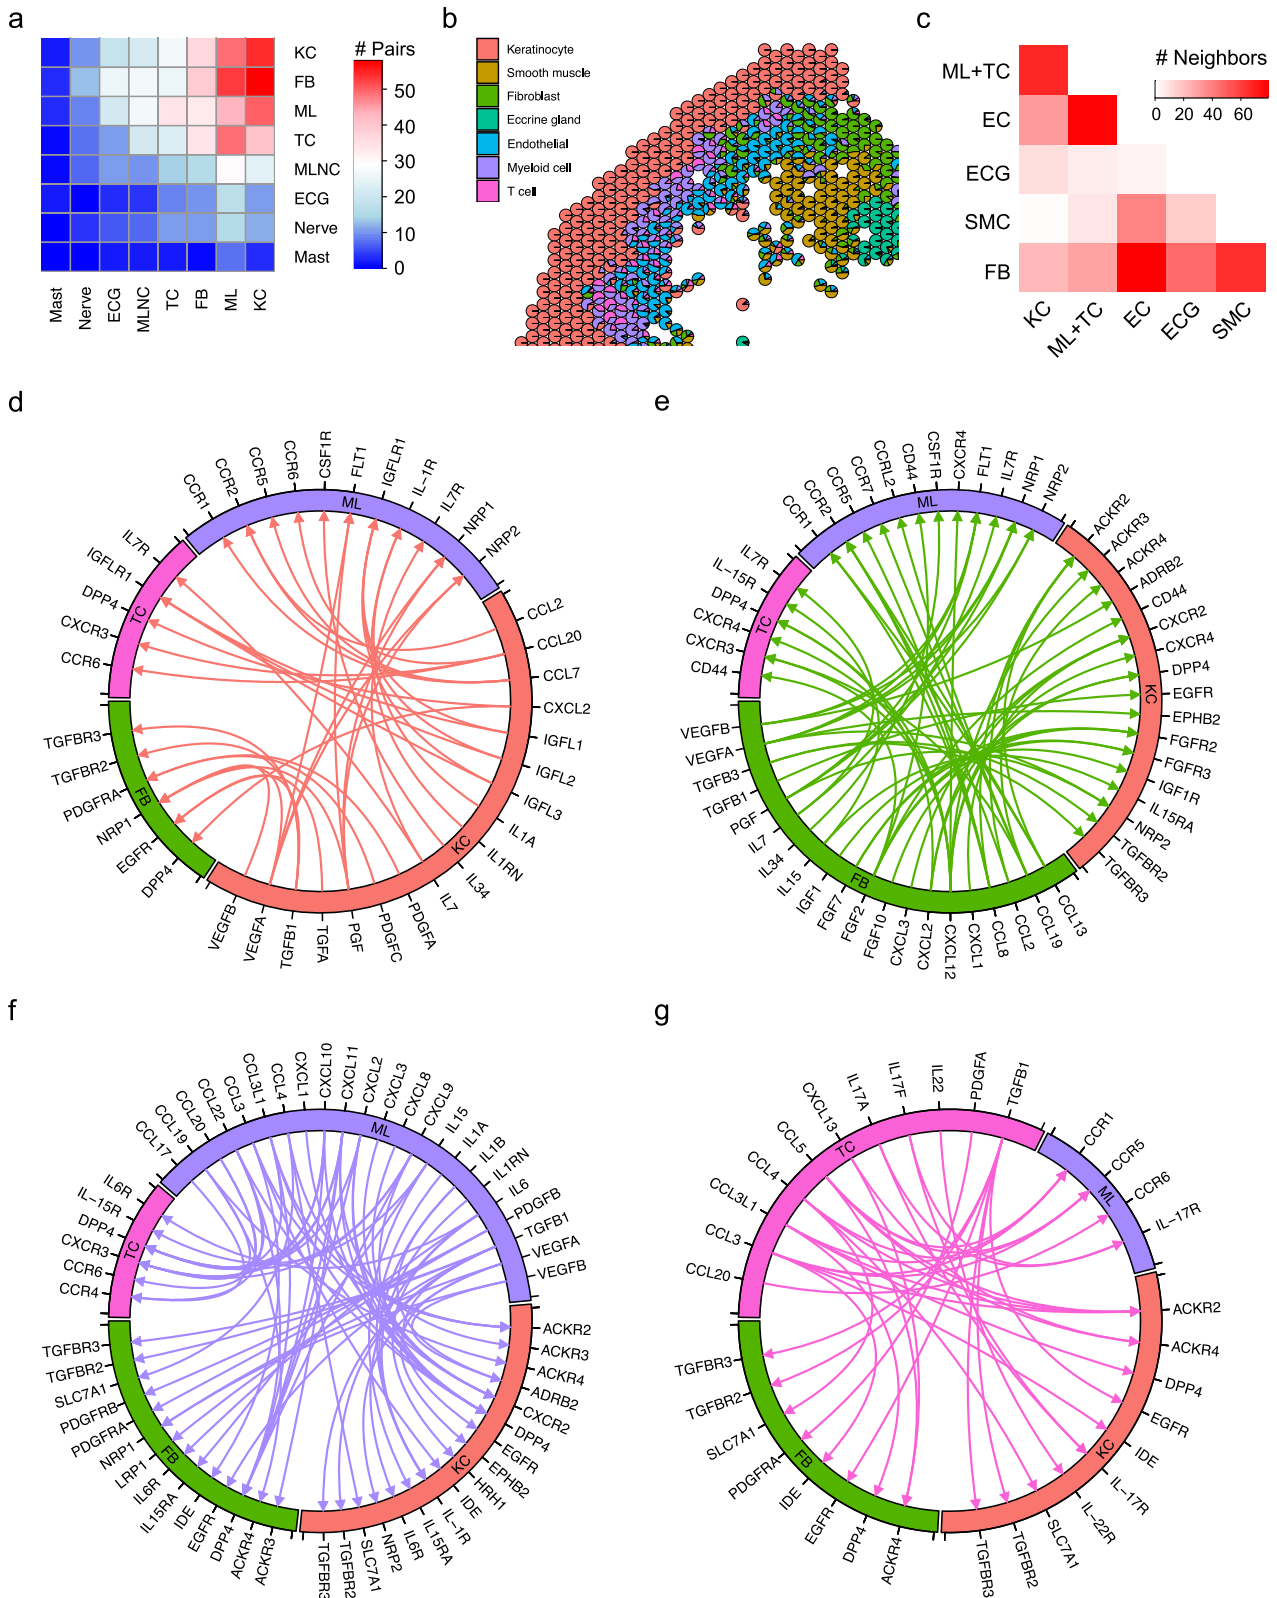 a
KC
FB
ML
TC
MLNC
ECG
Nerve
Mast
Mast
Nerve
ECG
MLNC
TC
FB
ML
KC
# Pairs
50
40
30
20
10
0
b
Keratinocyte
Smooth muscle
Fibroblast
Eccrine gland
Endothelial
Myeloid cell
T cell
c
ML+TC
EC
ECG
SMC
FB
KC
ML+TC
EC
ECG
SMC
# Neighbors
0 20 40 60
d
CCR1
CCR2
CCR5
CCR6
CSF1R
FLT1
IGFLR1
IL-1R
IL7R
NRP1
NRP2
ML
CCL2
CCL20
CCL7
CXCL2
IGFL1
IGFL2
IGFL3
IL1A
IL1RN
IL34
IL7
PDGFA
PDGFC
PGF
TGFA
TGFB1
VEGFA
VEGFB
KC
DPP4
EGFR
NRP1
PDGFRA
TGFBR2
TGFBR3
FB
CCR6
CXCR3
DPP4
IGFLR1
IL7R
TC
e
CCR1
CCR2
CCR5
CCR7
CCRL2
CD44
CSF1R
CXCR4
FLT1
IL7R
NRP1
NRP2
ML
ACKR2
ACKR3
ACKR4
ADRB2
CD44
CXCR2
CXCR4
DPP4
EGFR
EPHB2
FGFR2
FGFR3
IGF1R
IL15RA
NRP2
TGFBR2
TGFBR3
KC
CCL13
CCL19
CCL2
CCL8
CXCL1
CXCL12
CXCL2
CXCL3
FGF10
FGF2
FGF7
IGF1
IL15
IL34
IL7
PGF
TGFB1
TGFB3
VEGFA
VEGFB
FB
CD44
CXCR3
CXCR4
DPP4
IL-15R
IL7R
TC
f
CCL17
CCL19
CCL20
CCL22
CCL3
CCL3L1
CCL4
CXCL1
CXCL10
CXCL11
CXCL2
CXCL3
CXCL8
CXCL9
IL15
IL1A
IL1B
IL1RN
IL6
PDGFB
TGFB1
VEGFA
VEGFB
ML
ACKR2
ACKR3
ACKR4
ADRB2
CXCR2
DPP4
EGFR
EPHB2
HRH1
IDE
IL-1R
IL15RA
IL6R
NRP2
SLC7A1
TGFBR2
TGFBR3
KC
ACKR3
ACKR4
DPP4
EGFR
IDE
IL15RA
IL6R
LRP1
NRP1
PDGFRA
PDGFRB
SLC7A1
TGFBR2
TGFBR3
FB
CCR4
CCR6
CXCR3
DPP4
IL-15R
IL6R
TC
g
CCL20
CCL3
CCL3L1
CCL4
CCL5
CXCL13
IL17A
IL17F
IL22
PDGFA
TGFB1
TC
CCR1
CCR5
CCR6
IL-17R
ML
ACKR2
ACKR4
DPP4
EGFR
IDE
IL-17R
IL-22R
SLC7A1
TGFBR2
TGFBR3
KC
ACKR4
DPP4
EGFR
IDE
PDGFRA
SLC7A1
TGFBR2
TGFBR3
FB